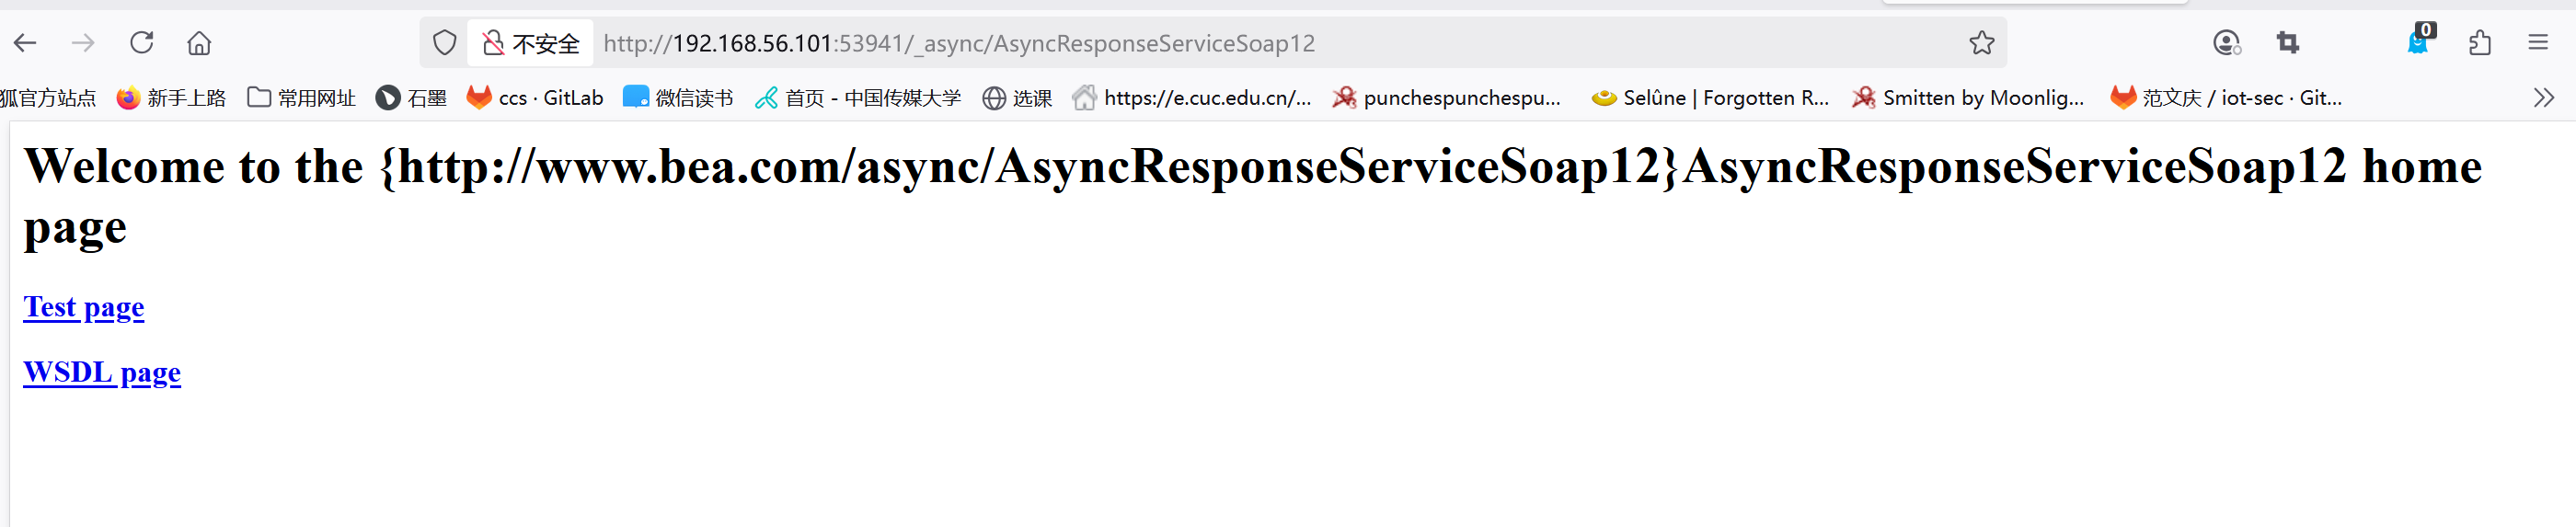 不安全 http://192.168.56.101:53941/_async/AsyncResponseServiceSoap12
0
狐官方站点 新手上路 常用网址 石墨 ccs · GitLab 微信读书 首页 - 中国传媒大学 选课 https://e.cuc.edu.cn/... punchespunchespu... Selûne | Forgotten R... Smitten by Moonlig... 范文庆 / iot-sec · Git...
Welcome to the {http://www.bea.com/async/AsyncResponseServiceSoap12}AsyncResponseServiceSoap12 home
page
Test page
WSDL page